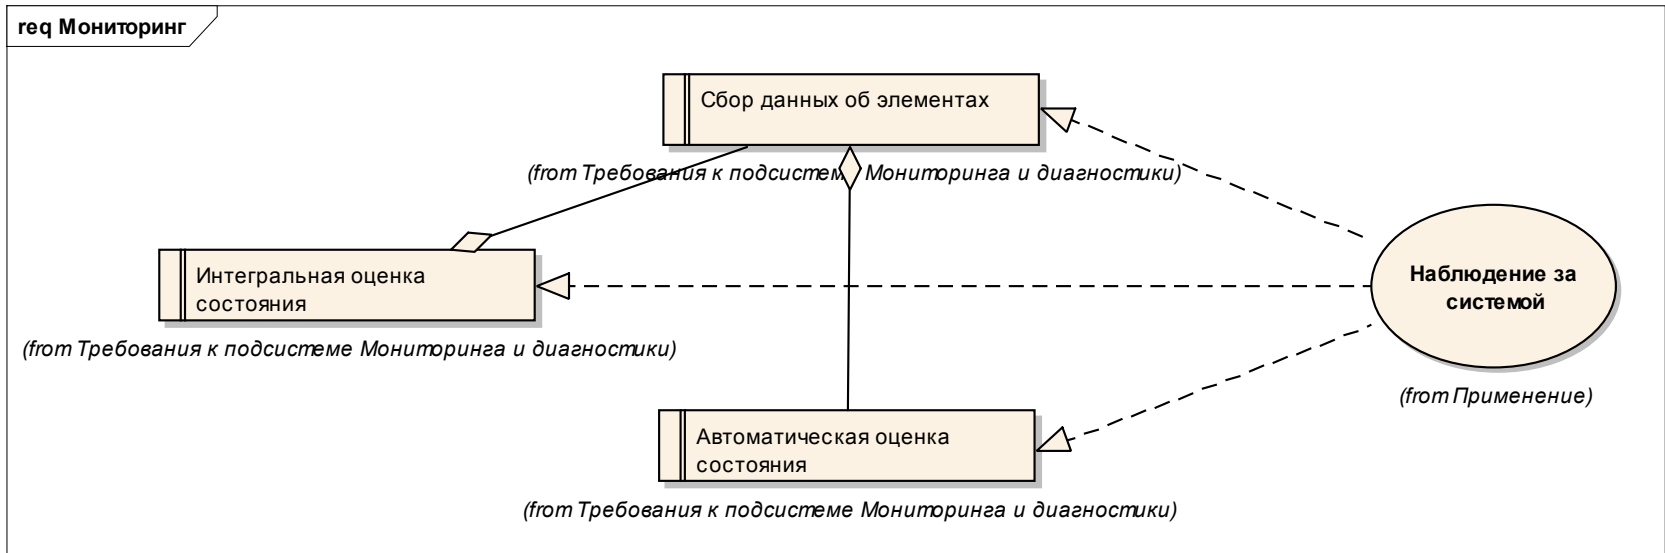 req Мониторинг
Сбор данных об элементах
(from Требования к подсистеме Мониторинга и диагностики)
Интегральная оценка
состояния
(from Требования к подсистеме Мониторинга и диагностики)
Наблюдение за
системой
(from Применение)
Автоматическая оценка
состояния
(from Требования к подсистеме Мониторинга и диагностики)